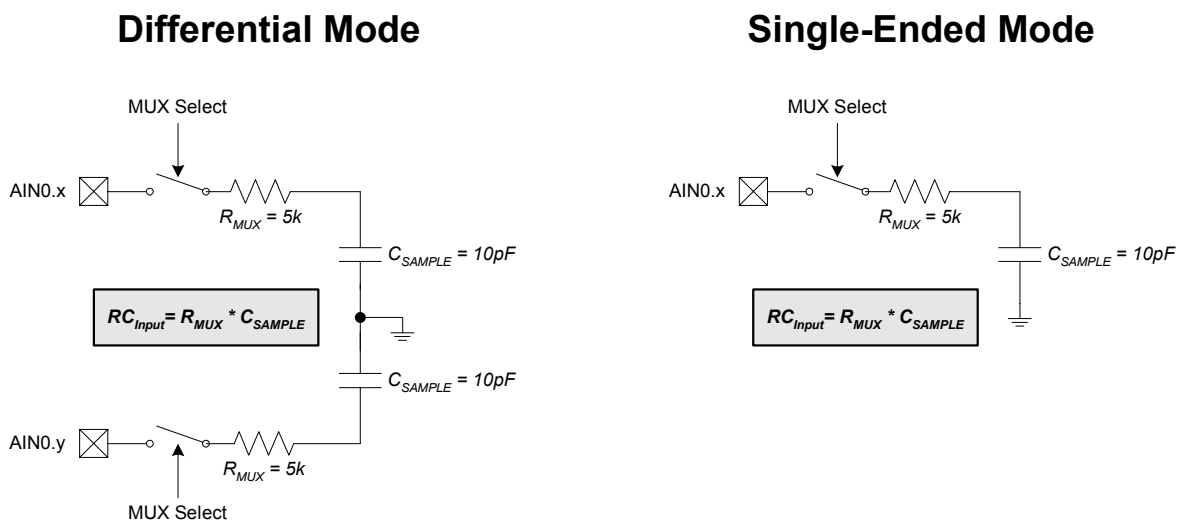 Differential Mode
MUX Select
AIN0.x
R_MUX = 5k
C_SAMPLE = 10pF
RC_Input= R_MUX * C_SAMPLE
C_SAMPLE = 10pF
AIN0.y
R_MUX = 5k
MUX Select
Single-Ended Mode
MUX Select
AIN0.x
R_MUX = 5k
C_SAMPLE = 10pF
RC_Input= R_MUX * C_SAMPLE